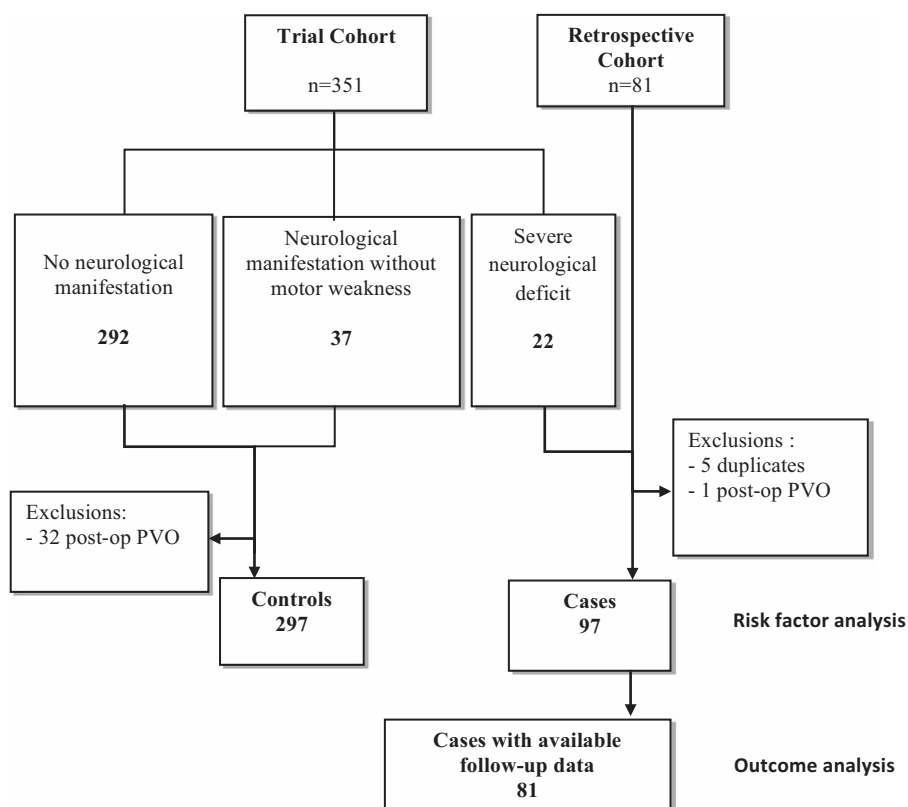 Trial Cohort
n=351
Retrospective
Cohort
n=81
No neurological
manifestation
292
Neurological
manifestation without
motor weakness
37
Severe
neurological
deficit
22
Exclusions :
- 5 duplicates
- 1 post-op PVO
Exclusions:
- 32 post-op PVO
Controls
297
Cases
97
Risk factor analysis
Cases with available
follow-up data
81
Outcome analysis